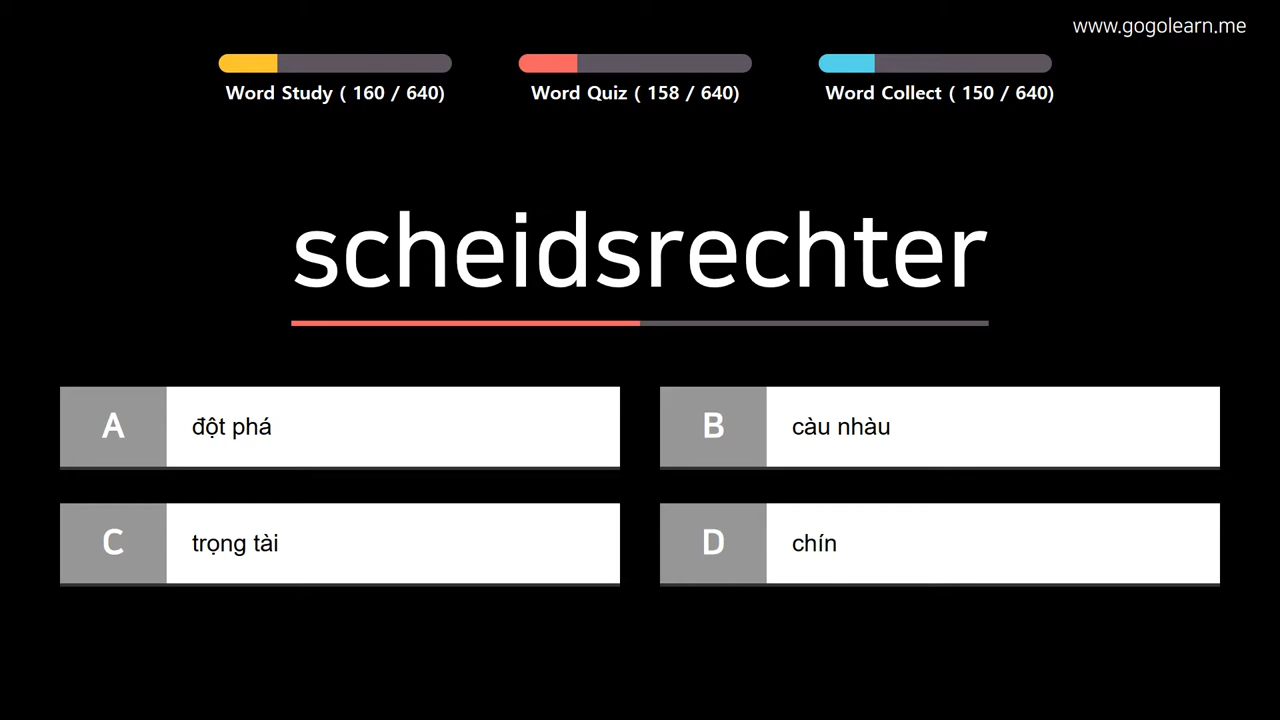 www.gogolearn.me
Word Study ( 160 / 640)
Word Quiz ( 158 / 640)
Word Collect ( 150 / 640)
scheidsrechter
A đột phá
B càu nhàu
C trọng tài
D chín